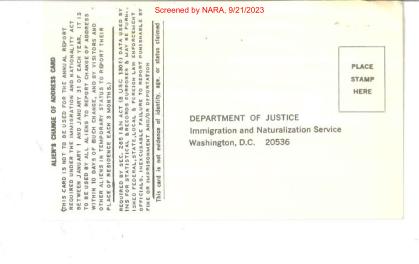 Screened by NARA, 9/21/2023
ALIEN'S CHANGE OF ADDRESS CARD
(THIS CARD IS NOT TO BE USED FOR THE ANNUAL REPORT
REQUIRED UNDER THE IMMIGRATION AND NATIONALITY ACT
BETWEEN JANUARY 1 AND JANUARY 31 OF EACH YEAR. IT IS
TO BE USED BY ALL ALIENS TO REPORT CHANGE OF ADDRESS
WITHIN 10 DAYS OF SUCH CHANGE, AND BY VISITORS AND
OTHER ALIENS IN TEMPORARY STATUS TO REPORT THEIR
PLACE OF RESIDENCE EACH 3 MONTHS.)
REQUIRED BY SEC. 265 I & N ACT (8 USC 1305) DATA USED BY
INS FOR STATISTICAL & RECORD PURPOSES & MAY BE FURN-
ISHED FEDERAL, STATE, LOCAL & FOREIGN LAW ENFORCEMENT
OFFICIALS. INEXCUSABLE FAILURE TO REPORT PUNISHABLE BY
FINE OR IMPRISONMENT AND/OR DEPORTATION
This card is not evidence of identity, age, or status claimed
PLACE
STAMP
HERE
DEPARTMENT OF JUSTICE
Immigration and Naturalization Service
Washington, D.C. 20536